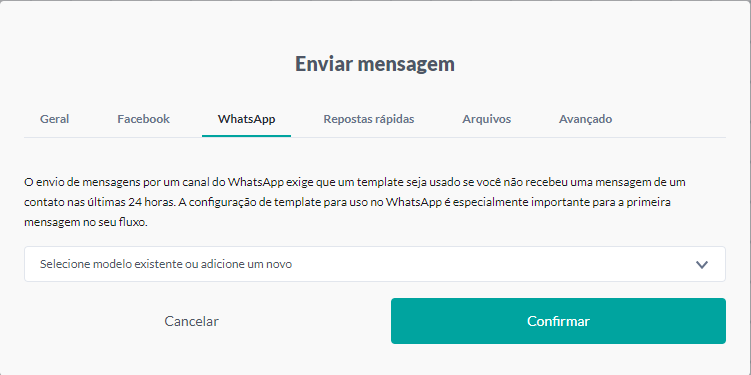 Enviar mensagem
Geral Facebook WhatsApp Repostas rápidas Arquivos Avançado
O envio de mensagens por um canal do WhatsApp exige que um template seja usado se você não recebeu uma mensagem de um
contato nas últimas 24 horas. A configuração de template para uso no WhatsApp é especialmente importante para a primeira
mensagem no seu fluxo.
Selecione modelo existente ou adicione um novo
Cancelar Confirmar